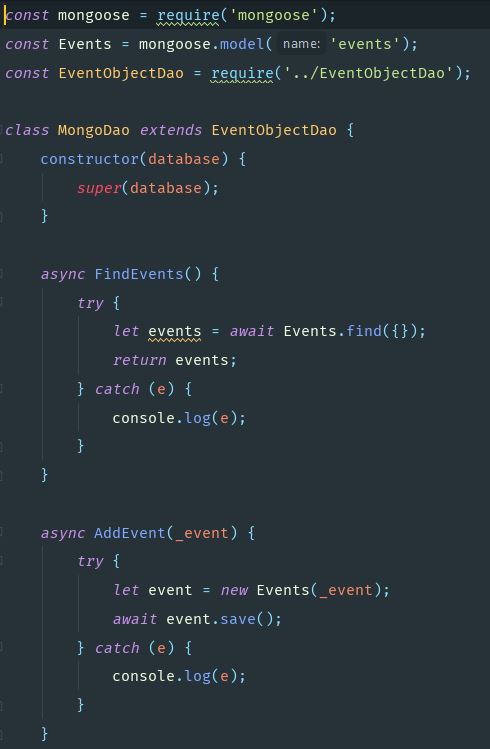 const mongoose = require('mongoose');
const Events = mongoose.model( name: 'events');
const EventObjectDao = require('../EventObjectDao');
class MongoDao extends EventObjectDao {
constructor(database) {
super(database);
}
async FindEvents() {
try {
let events = await Events.find({});
return events;
} catch (e) {
console.log(e);
}
}
async AddEvent(_event) {
try {
let event = new Events(_event);
await event.save();
} catch (e) {
console.log(e);
}
}